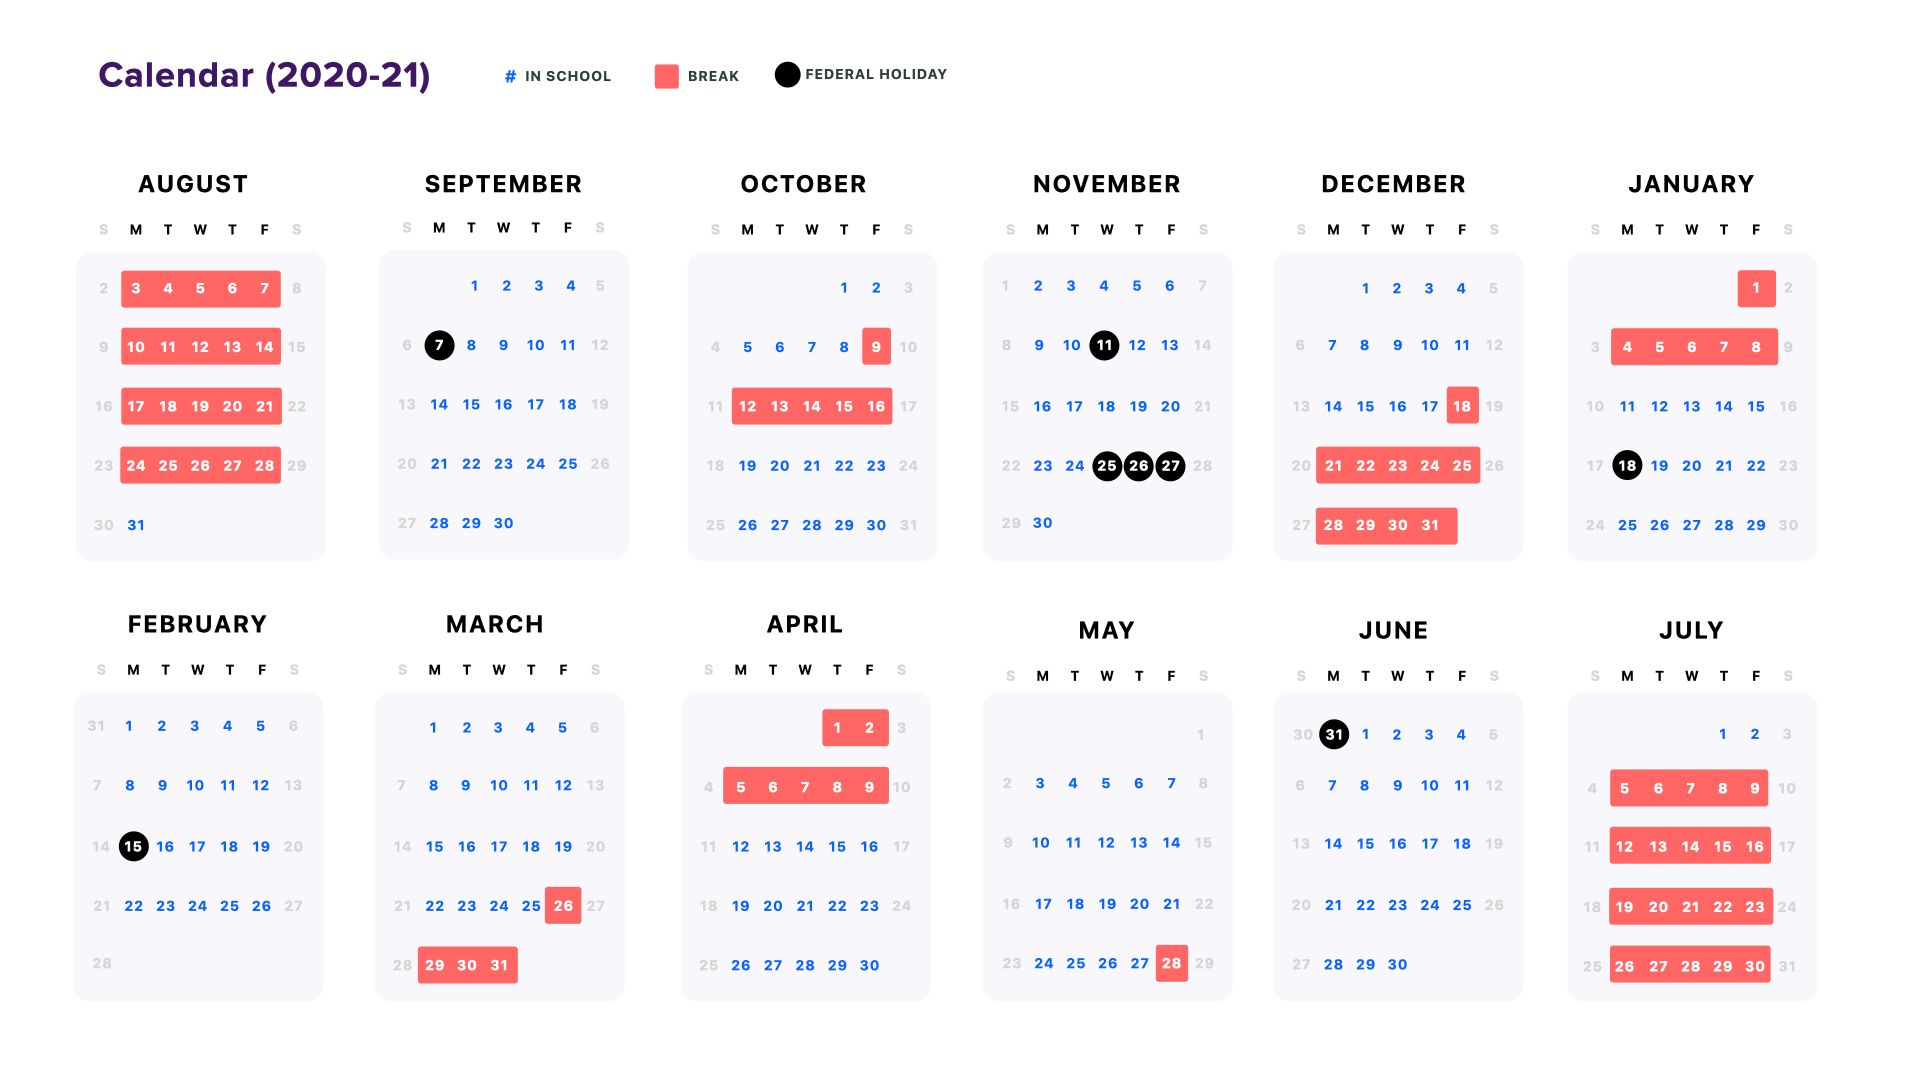 Calendar (2020-21)
# IN SCHOOL
BREAK
FEDERAL HOLIDAY
AUGUST
S M T W T F S
2 3 4 5 6 7 8
9 10 11 12 13 14 15
16 17 18 19 20 21 22
23 24 25 26 27 28 29
30 31
SEPTEMBER
S M T W T F S
1 2 3 4 5
6 7 8 9 10 11 12
13 14 15 16 17 18 19
20 21 22 23 24 25 26
27 28 29 30
OCTOBER
S M T W T F S
1 2 3
4 5 6 7 8 9 10
11 12 13 14 15 16 17
18 19 20 21 22 23 24
25 26 27 28 29 30 31
NOVEMBER
S M T W T F S
1 2 3 4 5 6 7
8 9 10 11 12 13 14
15 16 17 18 19 20 21
22 23 24 25 26 27 28
29 30
DECEMBER
S M T W T F S
1 2 3 4 5
6 7 8 9 10 11 12
13 14 15 16 17 18 19
20 21 22 23 24 25 26
27 28 29 30 31
JANUARY
S M T W T F S
1 2
3 4 5 6 7 8 9
10 11 12 13 14 15 16
17 18 19 20 21 22 23
24 25 26 27 28 29 30
FEBRUARY
S M T W T F S
31 1 2 3 4 5 6
7 8 9 10 11 12 13
14 15 16 17 18 19 20
21 22 23 24 25 26 27
28
MARCH
S M T W T F S
1 2 3 4 5 6
7 8 9 10 11 12 13
14 15 16 17 18 19 20
21 22 23 24 25 26 27
28 29 30 31
APRIL
S M T W T F S
1 2 3
4 5 6 7 8 9 10
11 12 13 14 15 16 17
18 19 20 21 22 23 24
25 26 27 28 29 30
MAY
S M T W T F S
1
2 3 4 5 6 7 8
9 10 11 12 13 14 15
16 17 18 19 20 21 22
23 24 25 26 27 28 29
JUNE
S M T W T F S
30 31 1 2 3 4 5
6 7 8 9 10 11 12
13 14 15 16 17 18 19
20 21 22 23 24 25 26
27 28 29 30
JULY
S M T W T F S
1 2 3
4 5 6 7 8 9 10
11 12 13 14 15 16 17
18 19 20 21 22 23 24
25 26 27 28 29 30 31